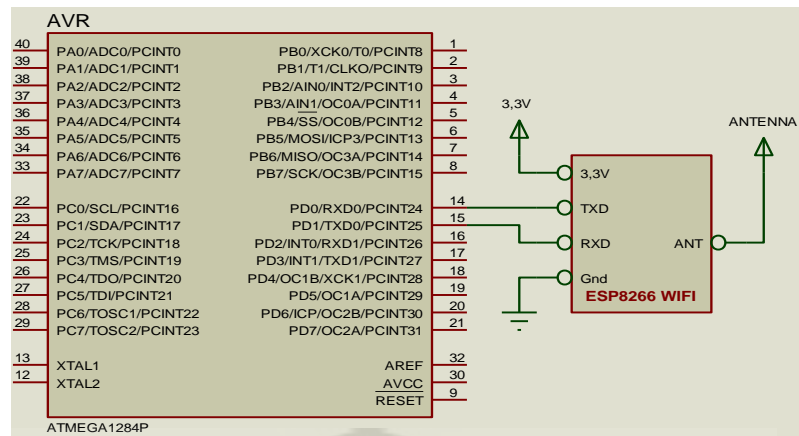 AVR
40 PA0/ADC0/PCINT0 PB0/XCK0/T0/PCINT8 1
39 PA1/ADC1/PCINT1 PB1/T1/CLKO/PCINT9 2
38 PA2/ADC2/PCINT2 PB2/AIN0/INT2/PCINT10 3
37 PA3/ADC3/PCINT3 PB3/AIN1/OC0A/PCINT11 4
36 PA4/ADC4/PCINT4 PB4/SS/OC0B/PCINT12 5
35 PA5/ADC5/PCINT5 PB5/MOSI/ICP3/PCINT13 6
34 PA6/ADC6/PCINT6 PB6/MISO/OC3A/PCINT14 7
33 PA7/ADC7/PCINT7 PB7/SCK/OC3B/PCINT15 8
22 PC0/SCL/PCINT16 PD0/RXD0/PCINT24 14
23 PC1/SDA/PCINT17 PD1/TXD0/PCINT25 15
24 PC2/TCK/PCINT18 PD2/INT0/RXD1/PCINT26 16
25 PC3/TMS/PCINT19 PD3/INT1/TXD1/PCINT27 17
26 PC4/TDO/PCINT20 PD4/OC1B/XCK1/PCINT28 18
27 PC5/TDI/PCINT21 PD5/OC1A/PCINT29 19
28 PC6/TOSC1/PCINT22 PD6/ICP/OC2B/PCINT30 20
29 PC7/TOSC2/PCINT23 PD7/OC2A/PCINT31 21
13 XTAL1 AREF 32
12 XTAL2 AVCC 30
RESET 9
ATMEGA1284P
3,3V
ANTENNA
3,3V
TXD
RXD ANT
Gnd
ESP8266 WIFI